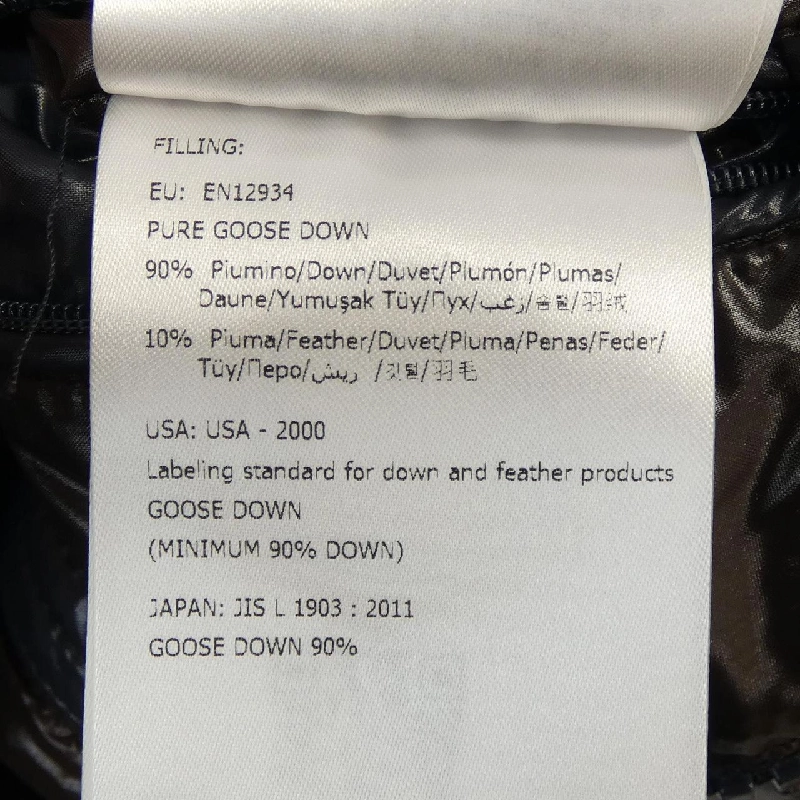 FILLING:
EU: EN12934
PURE GOOSE DOWN
90% Piumino/Down/Duvet/Plumón/Plumas/
Daune/Yumuşak Tüy/Пух/زغب/솜털/羽绒
10% Piuma/Feather/Duvet/Pluma/Penas/Feder/
Tüy/Перо/ريش /깃털/羽毛
USA: USA - 2000
Labeling standard for down and feather products
GOOSE DOWN
(MINIMUM 90% DOWN)
JAPAN: JIS L 1903 : 2011
GOOSE DOWN 90%